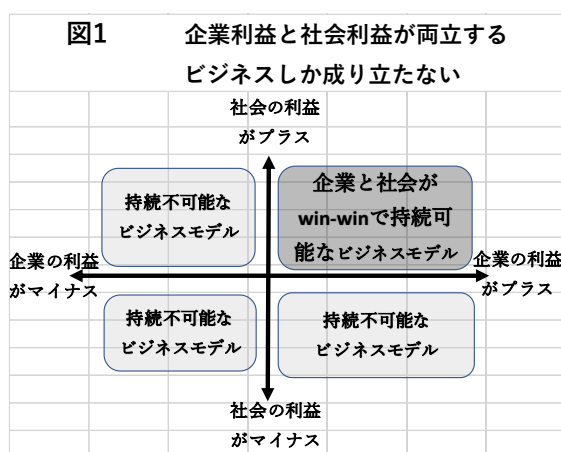 図1 企業利益と社会利益が両立する
ビジネスしか成り立たない
社会の利益
がプラス
持続不可能な
ビジネスモデル
企業と社会が
win-winで持続可
能なビジネスモデル
企業の利益
がマイナス
企業の利益
がプラス
持続不可能な
ビジネスモデル
持続不可能な
ビジネスモデル
社会の利益
がマイナス